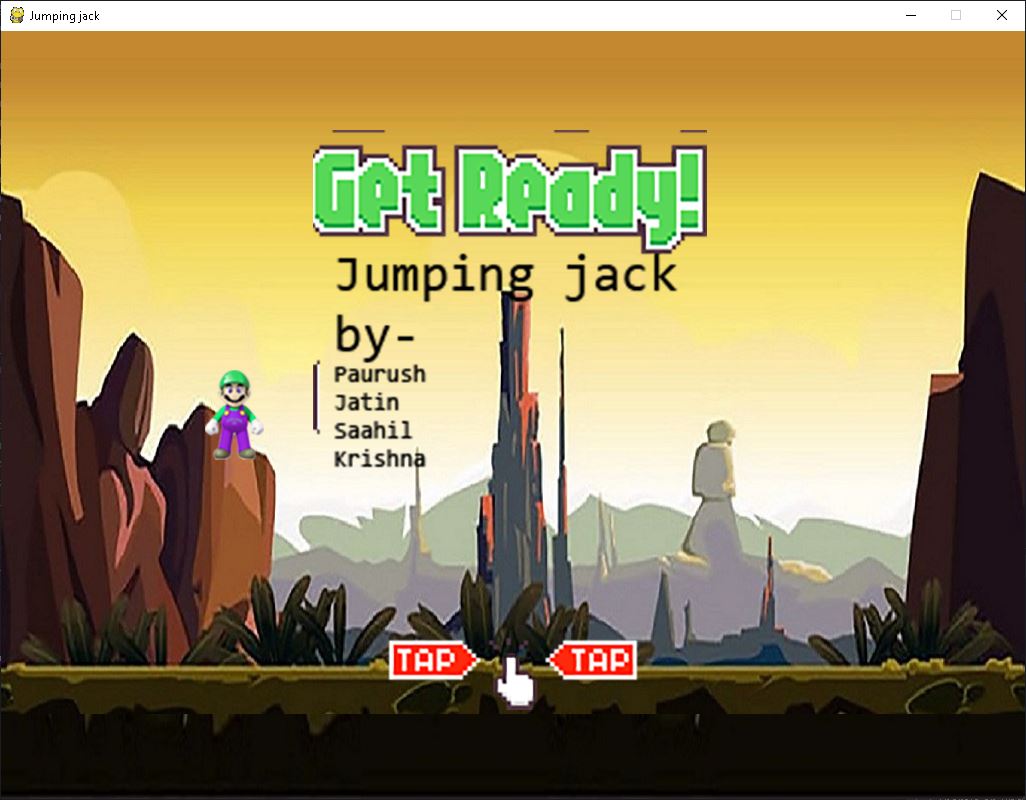 Jumping jack
Get Ready!
Jumping jack
by-
Paurush
Jatin
Saahil
Krishna
TAP TAP